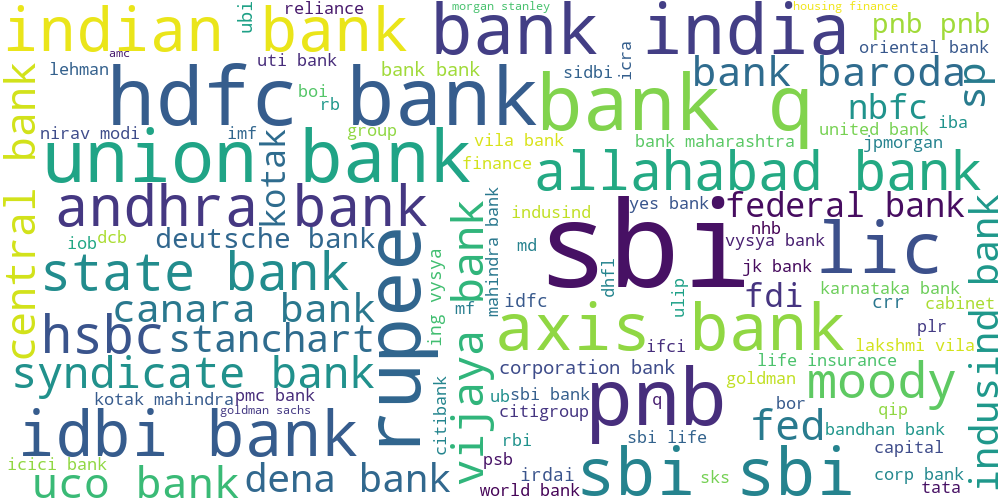 indian bank
ubi
reliance
morgan stanley
housing finance
bank india
pnb pnb
amc
uti bank
icra
oriental bank
lehman
hdfc bank
boi
rb
bank bank
sidbi
bank q
bank baroda
sp
nbfc
iba
central bank
nirav modi
imf
group
kotak
vila bank
bank maharashtra
united bank
jpmorgan
union bank
finance
allahabad bank
andhra bank
mahindra bank
indusind
yes bank
federal bank
iob
dcb
deutsche bank
rupee
vijaya bank
md
sbi
nhb
vysya bank
lic
indusind bank
state bank
ing vysya
dhfl
ulip
jk bank
fdi
karnataka bank
canara bank
mf
idfc
crr
cabinet
hsbc
stanchart
axis bank
plr
ifci
lakshmi vila
syndicate bank
corporation bank
life insurance
goldman
moody
kotak mahindra
pmc bank
goldman sachs
citibank
ub
sbi bank
citigroup
pnb
q
bor
qip
idbi bank
rbi
sbi life
fed
bandhan bank
icici bank
psb
capital
uco bank
dena bank
irdai
world bank
sbi sbi
sks
corp bank
tata